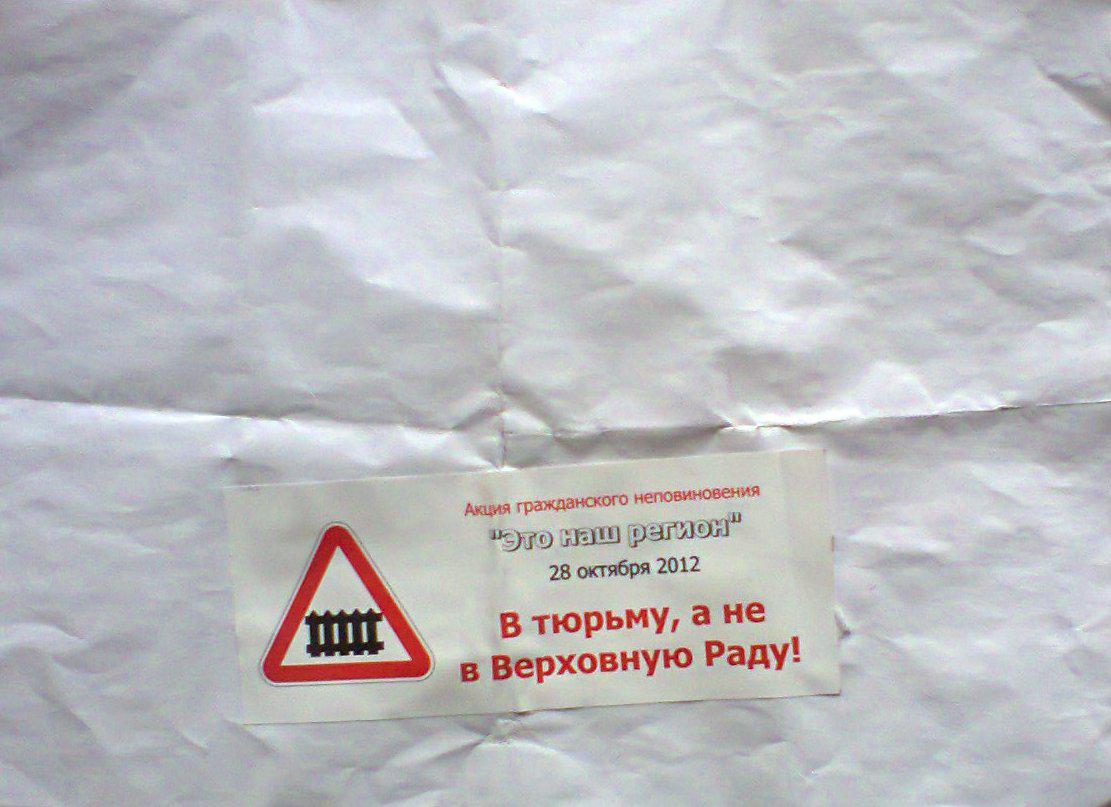 Акция гражданского неповиновения
"Это наш регион"
28 октября 2012
В тюрьму, а не
в Верховную Раду!